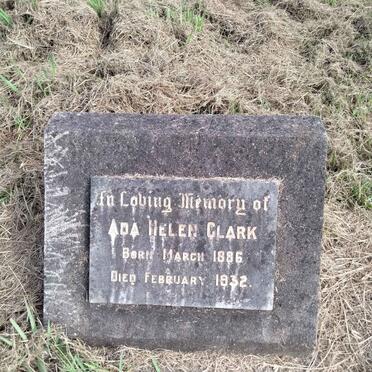 In Loving Memory of
ADA HELEN CLARK
BORN MARCH 1886
DIED FEBRUARY 1932.